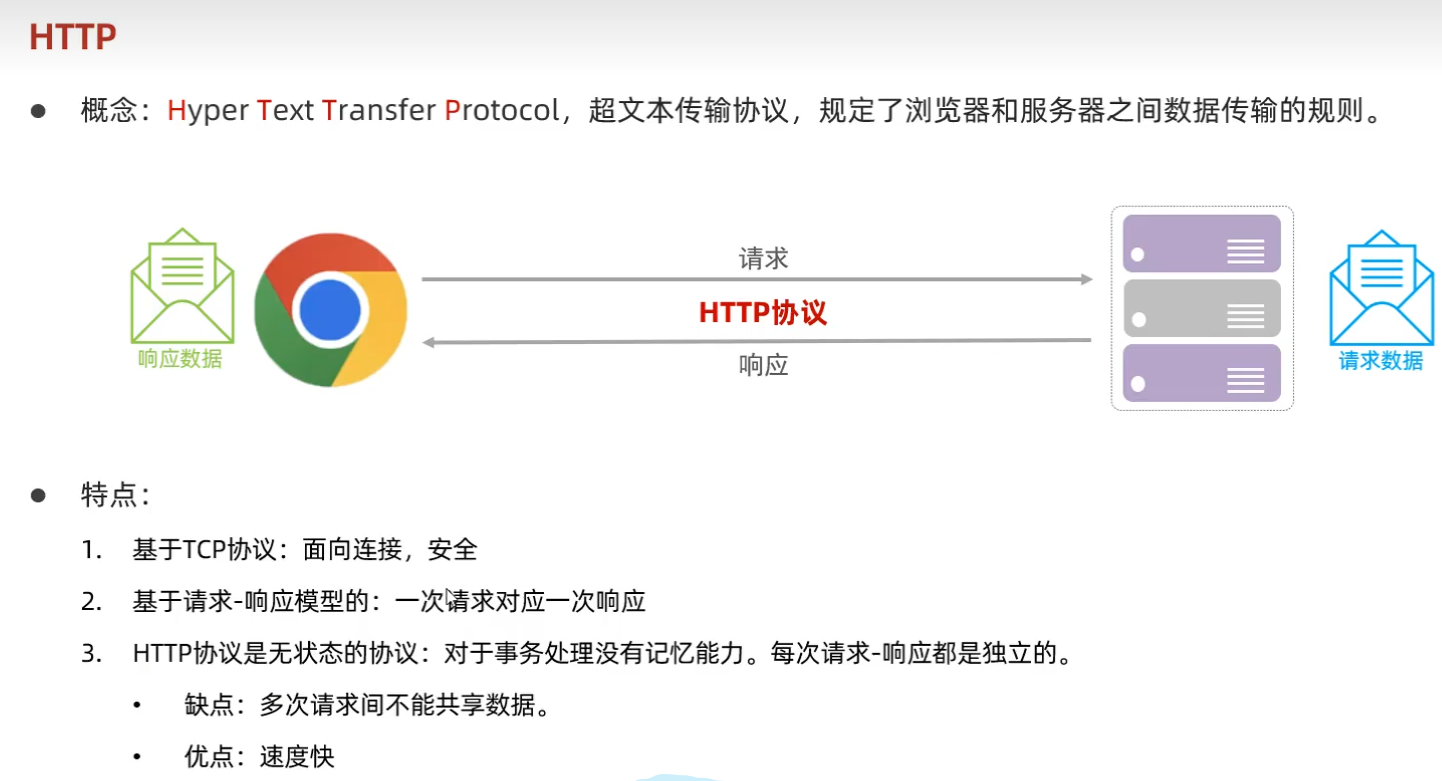 HTTP
● 概念：Hyper Text Transfer Protocol，超文本传输协议，规定了浏览器和服务器之间数据传输的规则。
请求
HTTP协议
响应
响应数据
请求数据
● 特点：
1. 基于TCP协议：面向连接，安全
2. 基于请求-响应模型的：一次请求对应一次响应
3. HTTP协议是无状态的协议：对于事务处理没有记忆能力。每次请求-响应都是独立的。
• 缺点：多次请求间不能共享数据。
• 优点：速度快